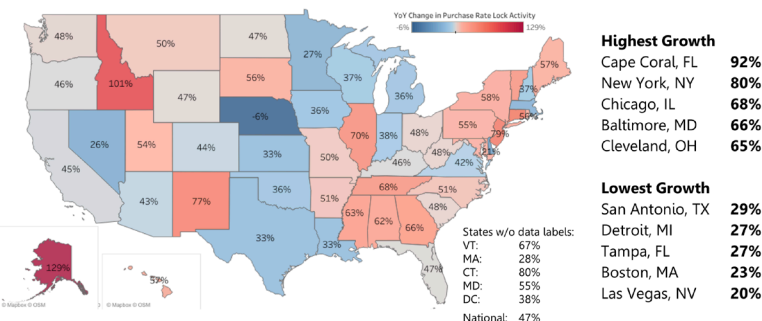 YoY Change in Purchase Rate Lock Activity
-6% 129%
48%
50%
47%
27%
57%
46%
101%
56%
37%
37%
47%
36%
58%
56%
-6%
36%
55%
79%
26%
54%
44%
70%
38%
48%
21%
45%
33%
50%
46%
48%
42%
43%
77%
36%
51%
68%
51%
33%
33%
63%
62%
66%
48%
47%
129%
57%
© Mapbox © OSM
© Mapbox © OSM
States w/o data labels:
VT: 67%
MA: 28%
CT: 80%
MD: 55%
DC: 38%
National: 47%
Highest Growth
Cape Coral, FL 92%
New York, NY 80%
Chicago, IL 68%
Baltimore, MD 66%
Cleveland, OH 65%
Lowest Growth
San Antonio, TX 29%
Detroit, MI 27%
Tampa, FL 27%
Boston, MA 23%
Las Vegas, NV 20%